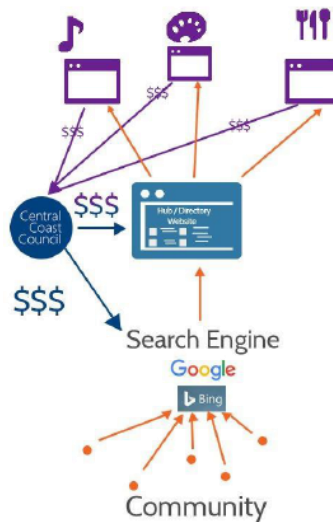 $$$
$$$
$$$
Central
Coast
Council
$$$
Hub / Directory
Website
$$$
Search Engine
Google
Bing
Community